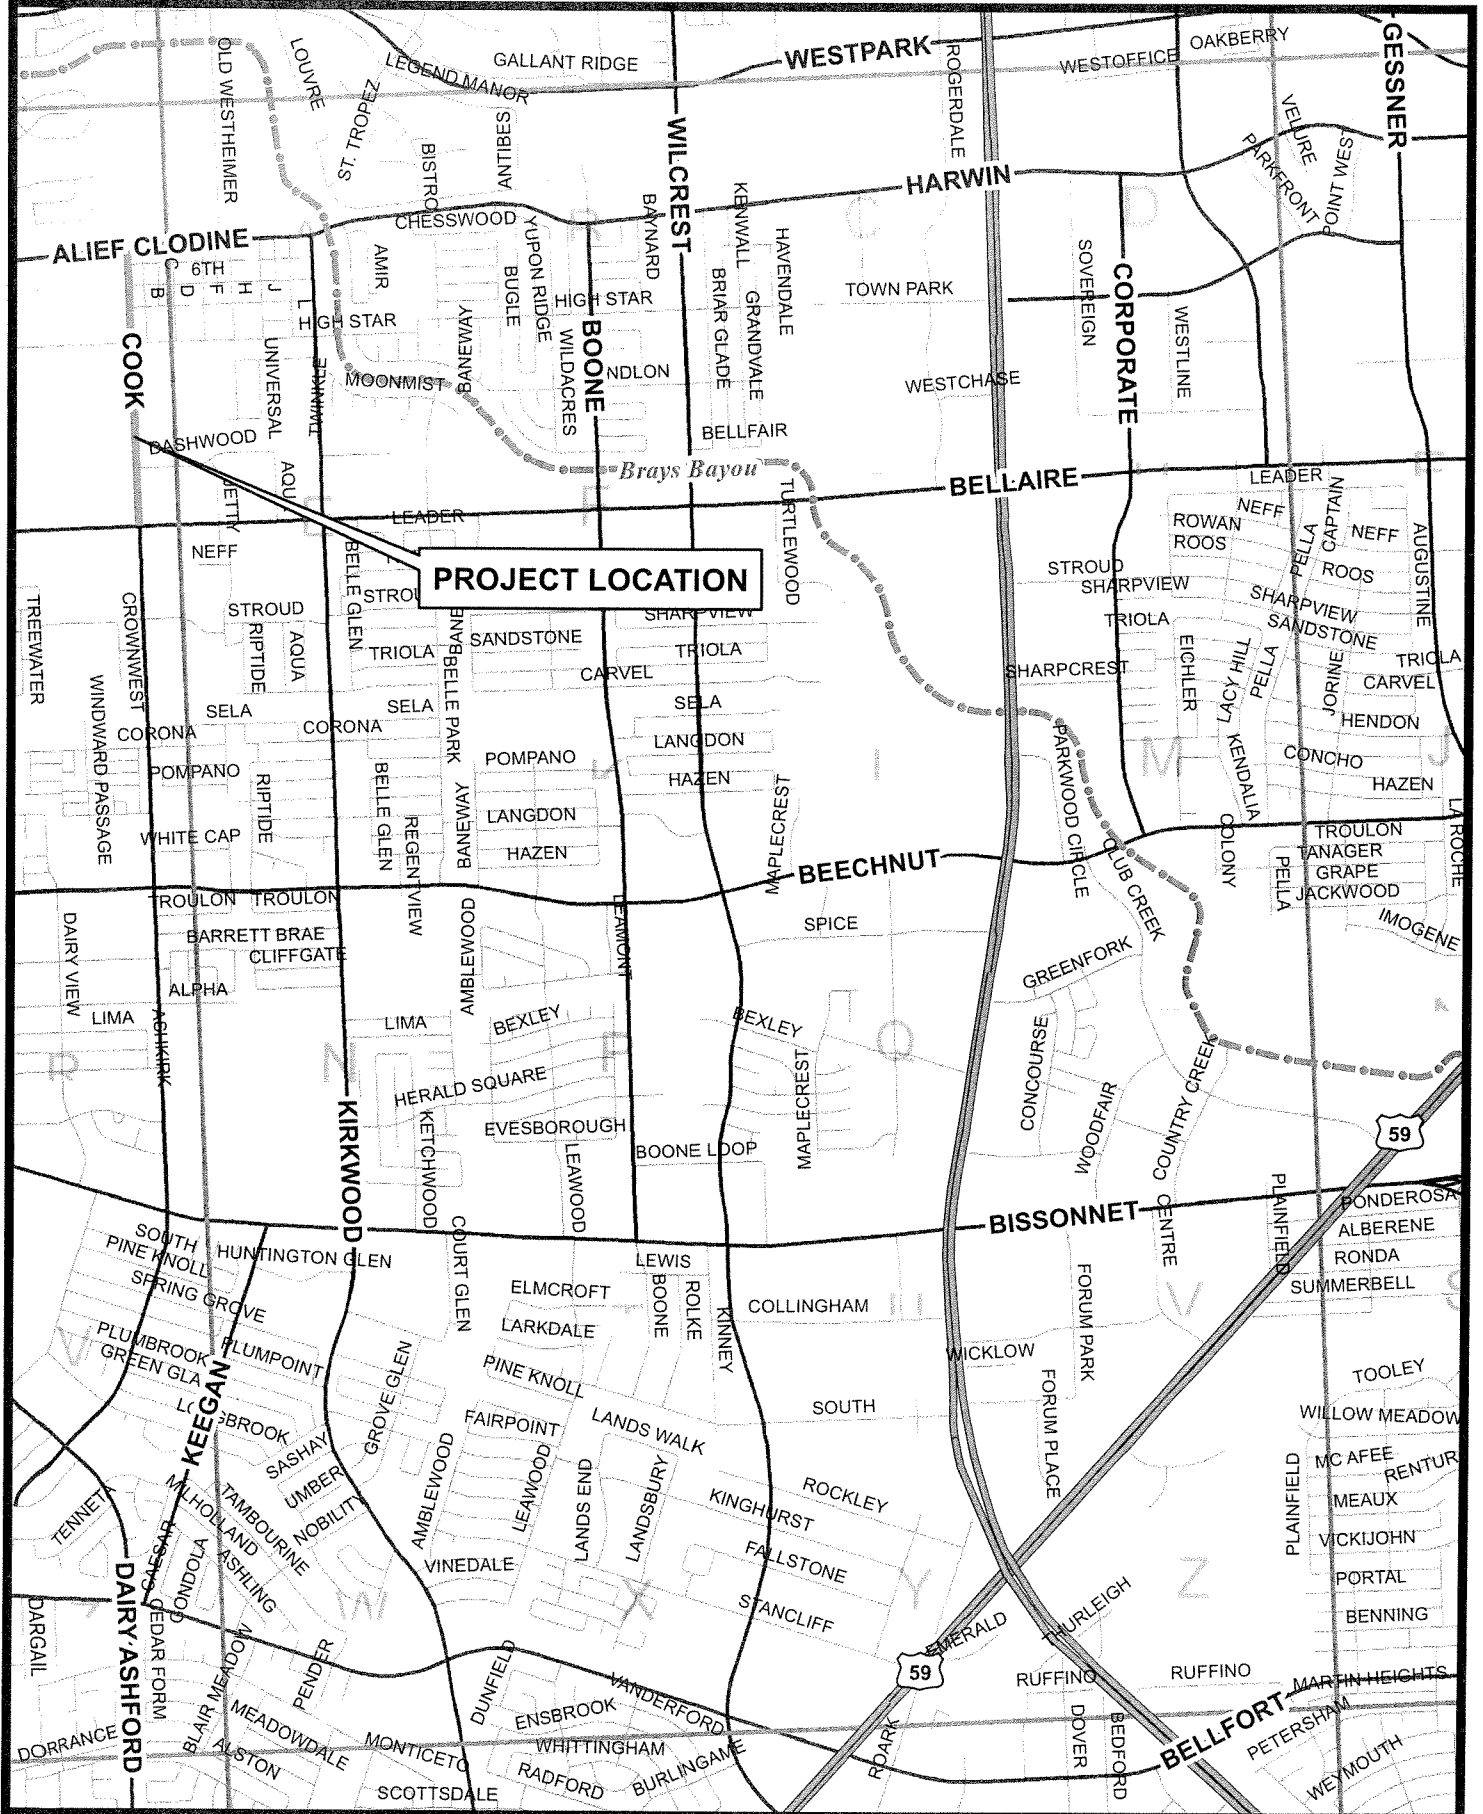 WESTPARK
OAKBERRY
WESTOFFICE
GESSNER
GALLANT RIDGE
LEGEND MANOR
LOUVRE
OLD WESTHEIMER
ST. TROPEZ
ANTIBES
BISTRO
WILCREST
ROGERDALE
VELURE
PARKFRONT
HARWIN
CHESSWOOD
ALIEF CLODINE
6TH
C
B
D
F
H
J
L
AMIR
HIGH STAR
BUGLE
YUPON RIDGE
HIGH STAR
BAYNARD
KENWALL
HAVENDALE
BRIAR GLADE
GRANDVALE
TOWN PARK
SOVEREIGN
CORPORATE
WESTLINE
COOK
UNIVERSAL
BANEWAY
BOONE
WILDACRES
NDLON
MOONMIST
WESTCHASE
DASHWOOD
BELLFAIR
Brays Bayou
BELLAIRE
LEADER
TURTLEWOOD
LEADER
NEFF
PROJECT LOCATION
NEFF
ROWAN
ROOS
PELLA
CAPTAIN
NEFF
ROOS
AUGUSTINE
STROUD
SHARPVIEW
SHARPVIEW
SANDSTONE
TREEWATER
CROWNWEST
STROUD
RIPTIDE
AQUA
BELLE GLEN
TRIOLA
SANDSTONE
SHARPVIEW
TRIOLA
CARVEL
TRIOLA
SHARPCREST
EICHLER
LACY HILL
PELLA
JORINE
TRIOLA
CARVEL
HENDON
WINDWARD PASSAGE
SELA
CORONA
SELA
CORONA
BELLE PARK
SELA
LANGDON
HAZEN
POMPANO
POMPANO
RIPTIDE
BELLE GLEN
BANEWAY
LANGDON
HAZEN
MAPLECREST
PARKWOOD CIRCLE
KENDALIA
CONCHO
HAZEN
WHITE CAP
REGENTVIEW
BEECHNUT
CLUB CREEK
COLONY
PELLA
TROULON
TANAGER
GRAPE
JACKWOOD
LA ROCHE
IMOGENE
TROULON
TROULON
BARRETT BRAE
CLIFFGATE
ALPHA
DAIRY VIEW
LIMA
ASHKIRK
AMBLEWOOD
LEAMONT
SPICE
GREENFORK
LIMA
BEXLEY
BEXLEY
HERALD SQUARE
EVESBOROUGH
BOONE LOOP
MAPLECREST
CONCOURSE
WOODFAIR
COUNTRY CREEK
59
KIRKWOOD
KETCHWOOD
LEAWOOD
BISSONNET
CENTRE
PLAINFIELD
PONDEROSA
ALBERENE
RONDA
SUMMERBELL
SOUTH
PINE KNOLL
HUNTINGTON GLEN
SPRING GROVE
COURT GLEN
LEWIS
ELMCROFT
LARKDALE
BOONE
ROLKE
KINNEY
COLLINGHAM
FORUM PARK
WICKLOW
PLUMBROOK
PLUMPOINT
GREEN GLA
KEEGAN
GROVE GLEN
PINE KNOLL
FAIRPOINT
LANDS WALK
SOUTH
FORUM PLACE
TOOLEY
WILLOW MEADOW
MC AFEE
RENTUR
MEAUX
VICKIJOHN
PORTAL
BENNING
PLAINFIELD
SASHAY
UMBER
NOBILITY
AMBLEWOOD
LEAWOOD
LANDS END
LANDSBURY
ROCKLEY
KINGHURST
FALLSTONE
STANCLIFF
VINEDALE
TENNETA
MILHOLLAND
TAMBOURINE
ASHLING
CAESAR
GONDOLA
DAIRY ASHFORD
CEDAR FORM
DARGAIL
BLAIR MEADOW
PENDER
DUNFIELD
EMERALD
THURLEIGH
59
RUFFINO
RUFFINO
MARTIN HEIGHTS
VANDERFORD
ENSBROOK
WHITTINGHAM
RADFORD
BURLINGAME
MEADOWDALE
ALSTON
MONTICETO
SCOTTSDALE
DORRANCE
ROARK
DOVER
BEDFORD
BELLFORT
PETERSHAM
WEYMOUTH